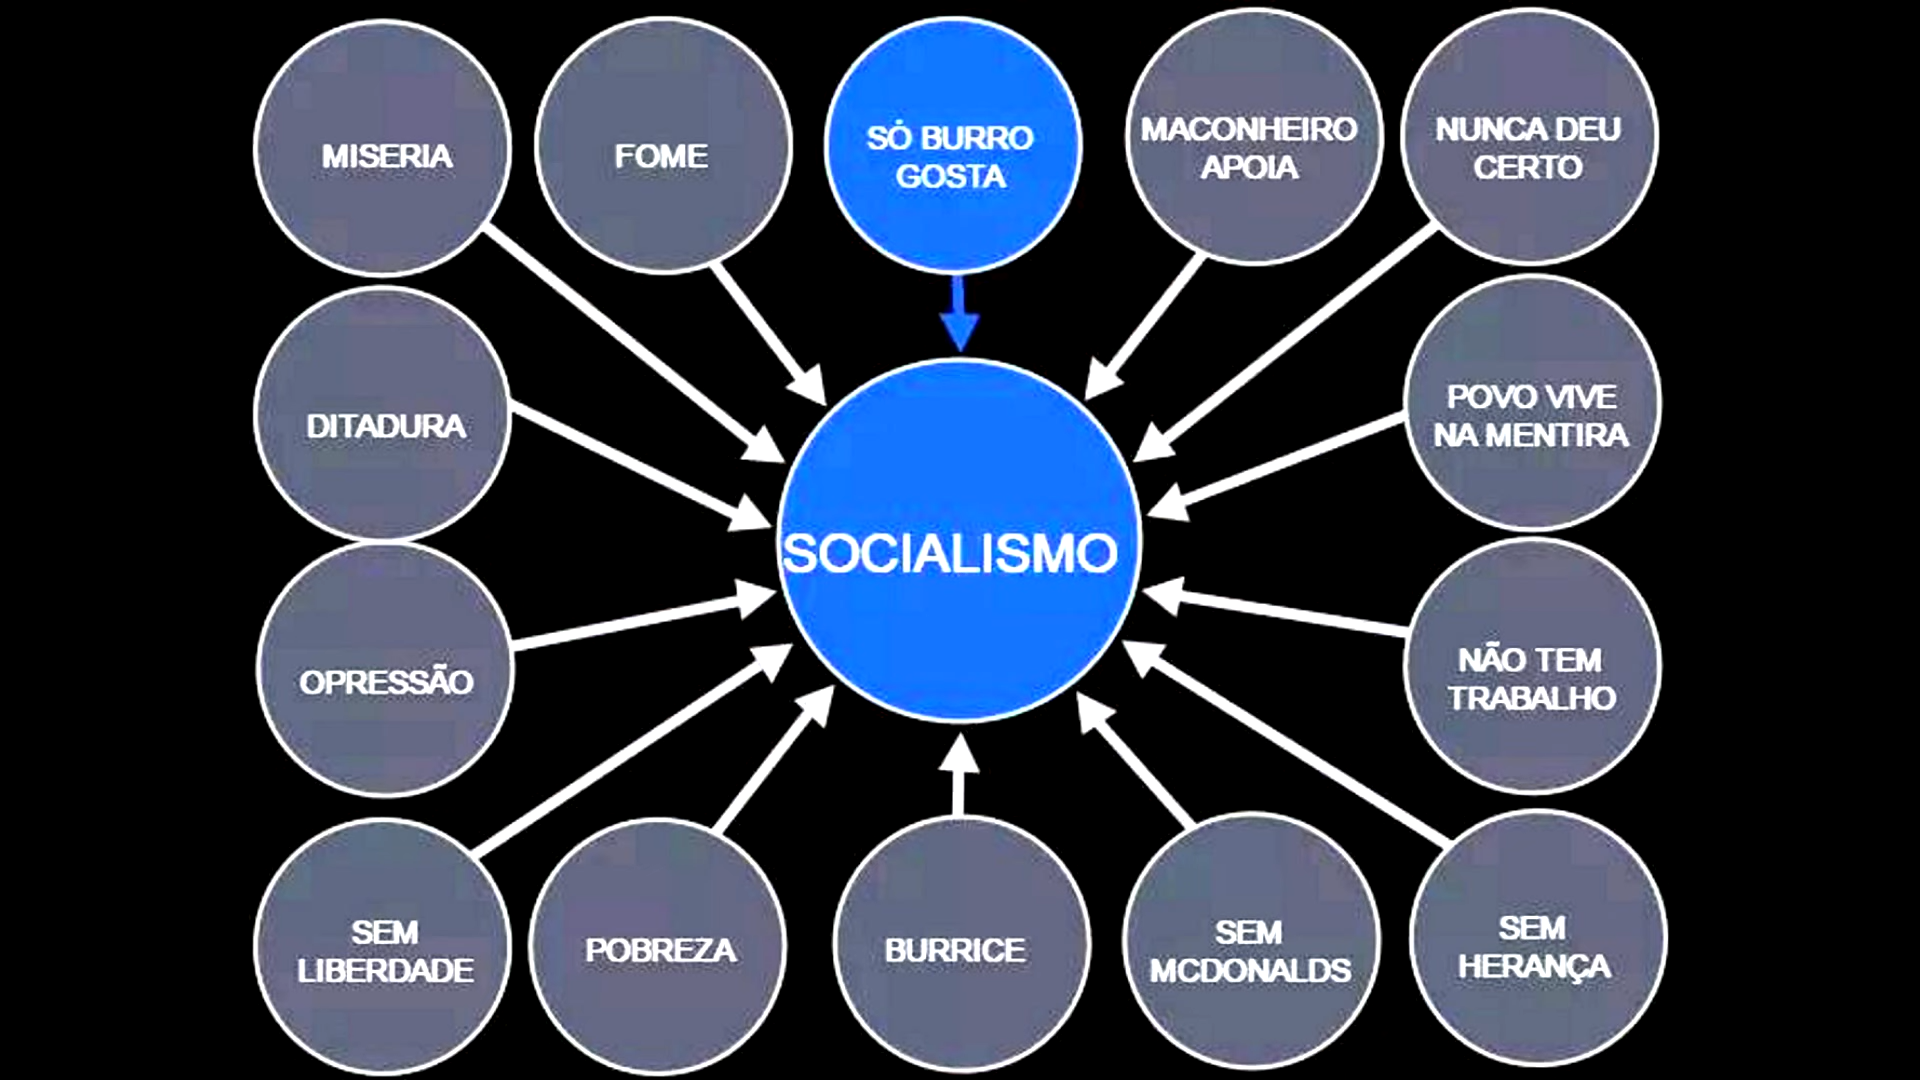 MISERIA
FOME
SÓ BURRO
GOSTA
MACONHEIRO
APOIA
NUNCA DEU
CERTO
DITADURA
POVO VIVE
NA MENTIRA
SOCIALISMO
OPRESSÃO
NÃO TEM
TRABALHO
SEM
LIBERDADE
POBREZA
BURRICE
SEM
MCDONALDS
SEM
HERANÇA